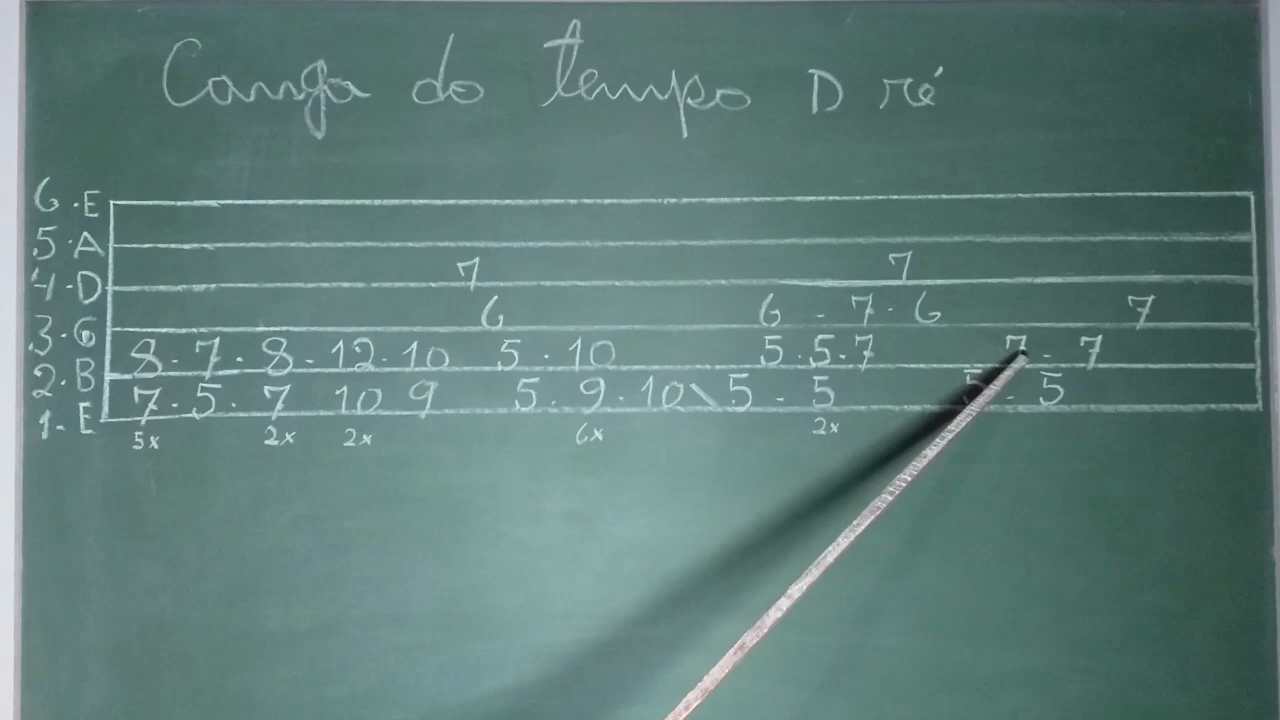 Canga do tempo D ré
6·E
5·A
4·D 7 7
3·G 6 6 - 7 · 6 7
2·B 8 · 7 · 8 · 12 · 10 5 · 10 5 · 5 · 7 7 - 7
1-E 7 · 5 · 7 10 9 5 · 9 · 10 \ 5 - 5 5 - 5
5x 2x 2x 6x 2x